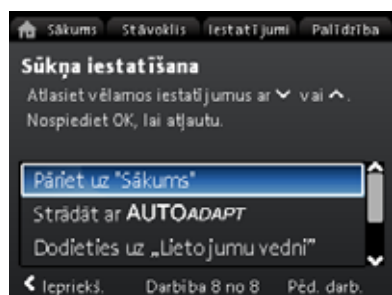 Sākums Stāvoklis Iestatījumi Palīdzība
Sūkņa iestatīšana
Atlasiet vēlamos iestatījumus ar vai .
Nospiediet OK, lai atļautu.
Pāriet uz "Sākums"
Strādāt ar AUTOADAPT
Dodieties uz „Lietojumu vedni”
Iepriekš. Darbība 8 no 8 Pēd. darb.